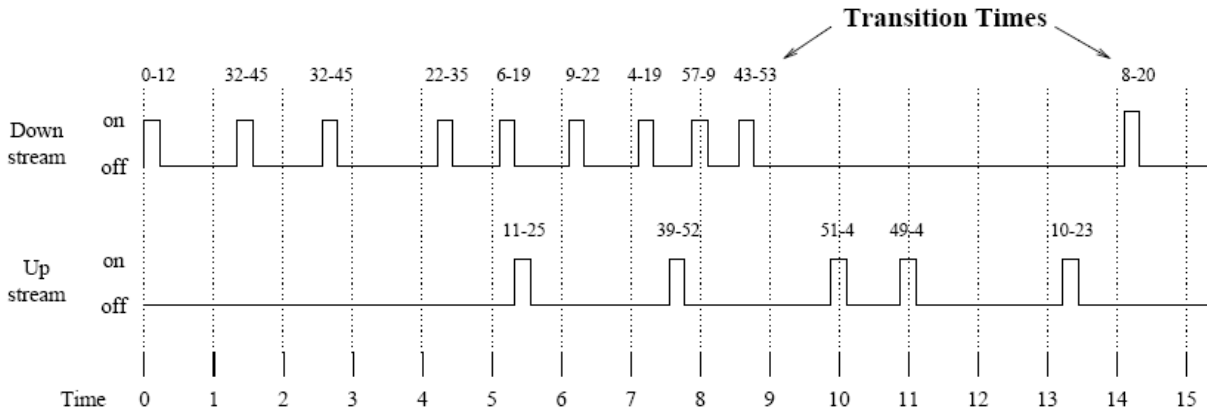 Transition Times
0-12 32-45 32-45 22-35 6-19 9-22 4-19 57-9 43-53 8-20
on
Down
stream
off
11-25 39-52 51-4 49-4 10-23
on
Up
stream
off
Time 0 1 2 3 4 5 6 7 8 9 10 11 12 13 14 15